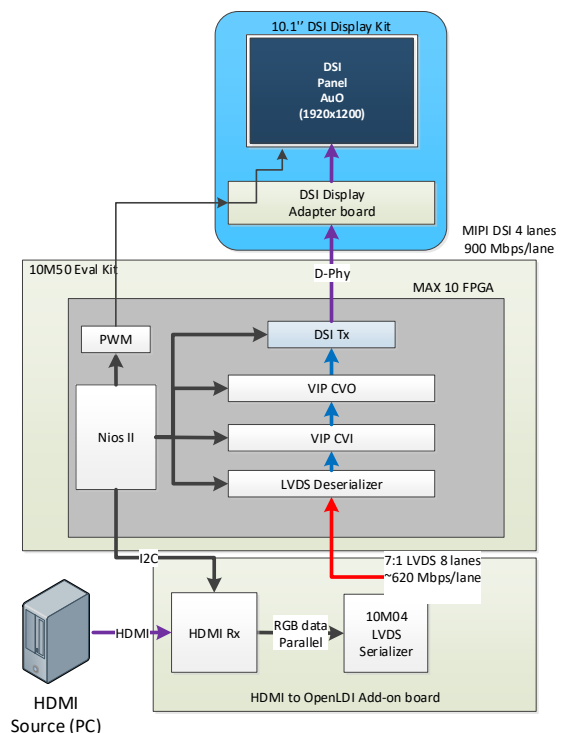 10.1'' DSI Display Kit
DSI
Panel
AuO
(1920x1200)
DSI Display
Adapter board
MIPI DSI 4 lanes
900 Mbps/lane
10M50 Eval Kit
D-Phy
MAX 10 FPGA
PWM
DSI Tx
VIP CVO
Nios II
VIP CVI
LVDS Deserializer
I2C
7:1 LVDS 8 lanes
~620 Mbps/lane
HDMI
HDMI Rx
RGB data
Parallel
10M04
LVDS
Serializer
HDMI
Source (PC)
HDMI to OpenLDI Add-on board